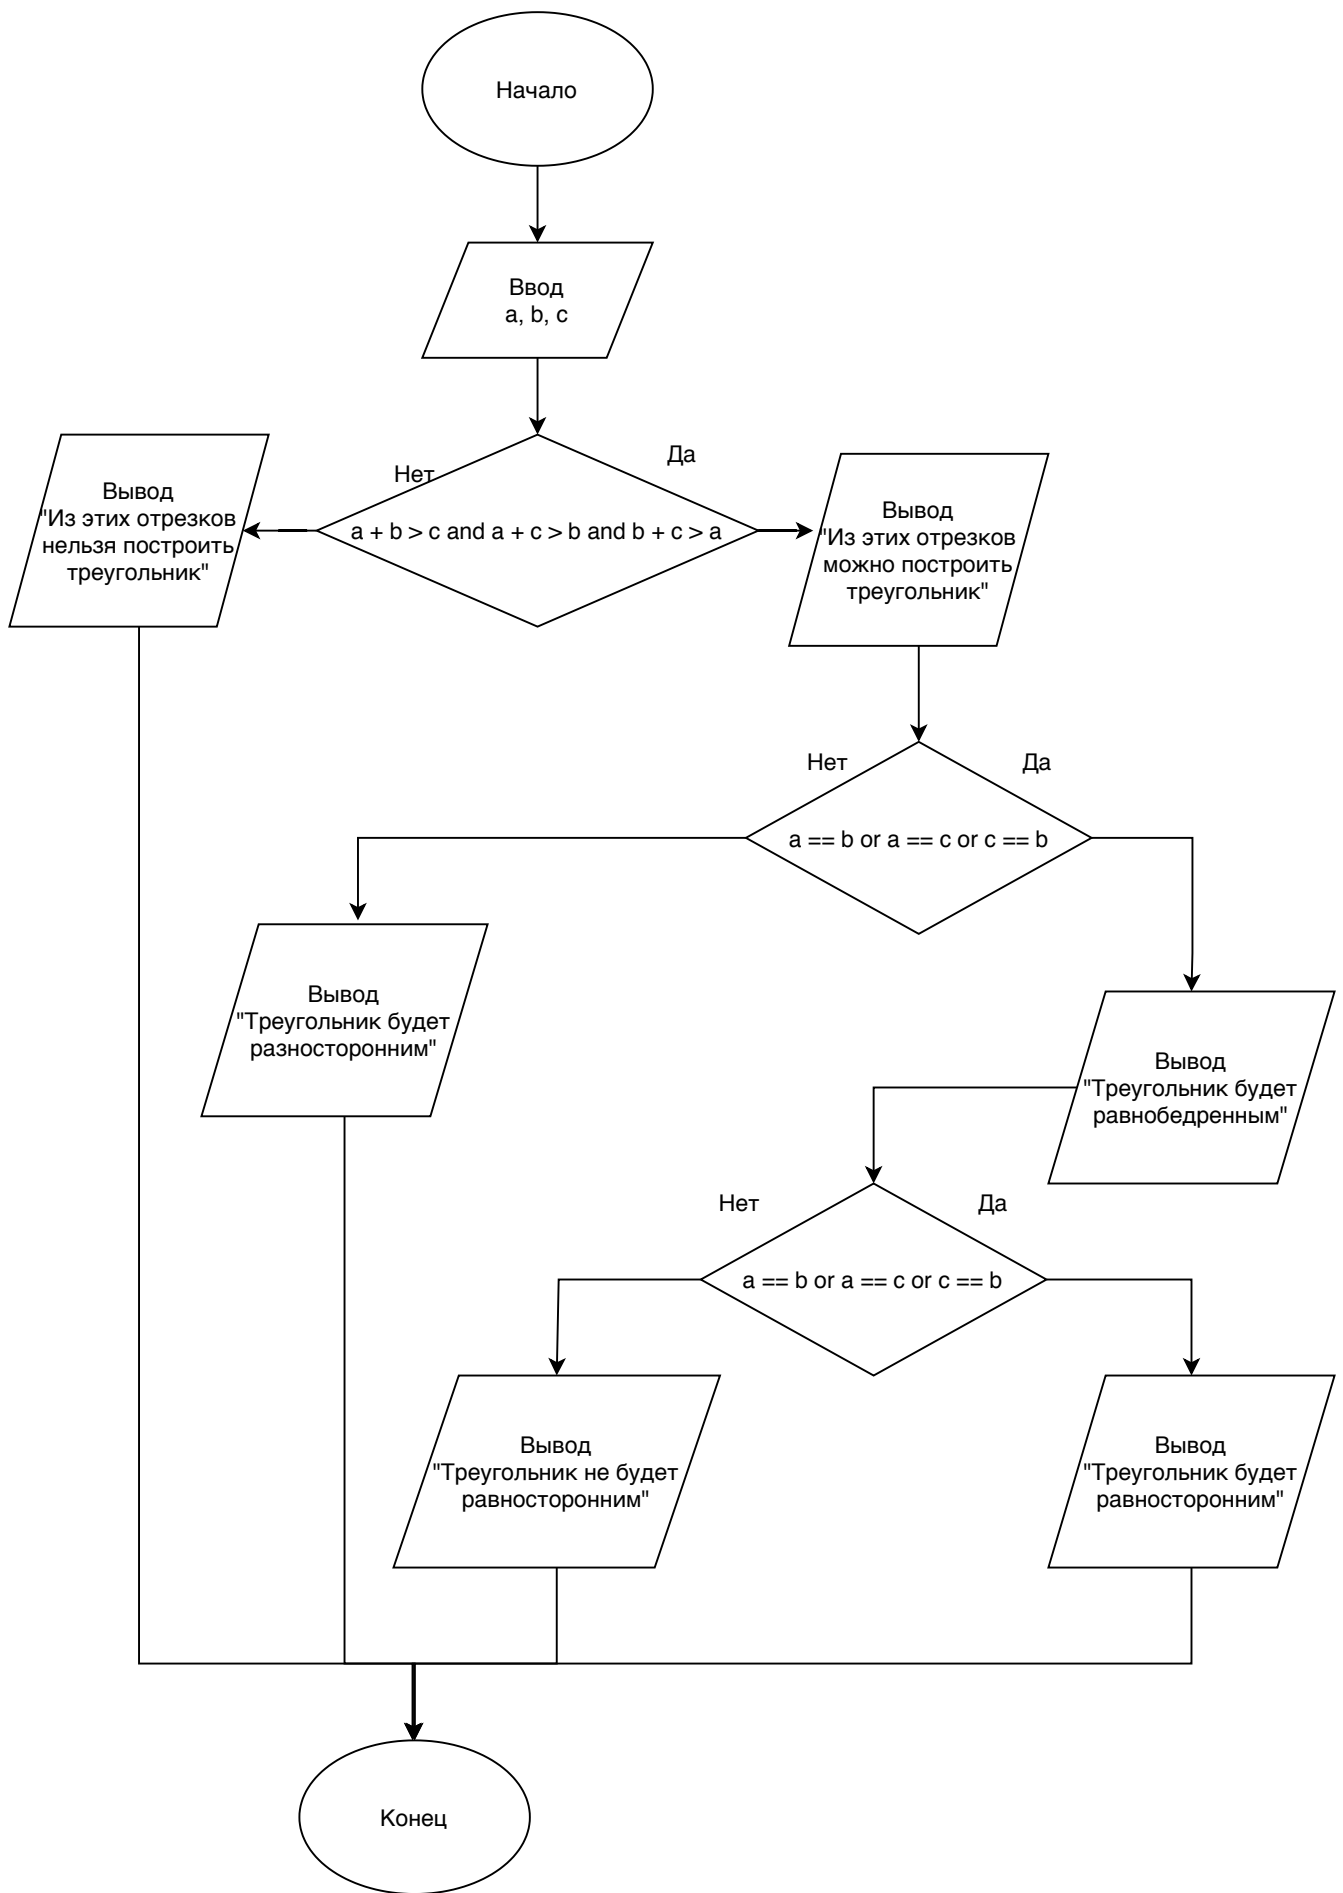 Начало
Ввод
a, b, c
Нет
Да
a + b > c and a + c > b and b + c > a
Вывод
"Из этих отрезков
нельзя построить
треугольник"
Вывод
"Из этих отрезков
можно построить
треугольник"
Нет
Да
a == b or a == c or c == b
Вывод
"Треугольник будет
разносторонним"
Вывод
"Треугольник будет
равнобедренным"
Нет
Да
a == b or a == c or c == b
Вывод
"Треугольник не будет
равносторонним"
Вывод
"Треугольник будет
равносторонним"
Конец